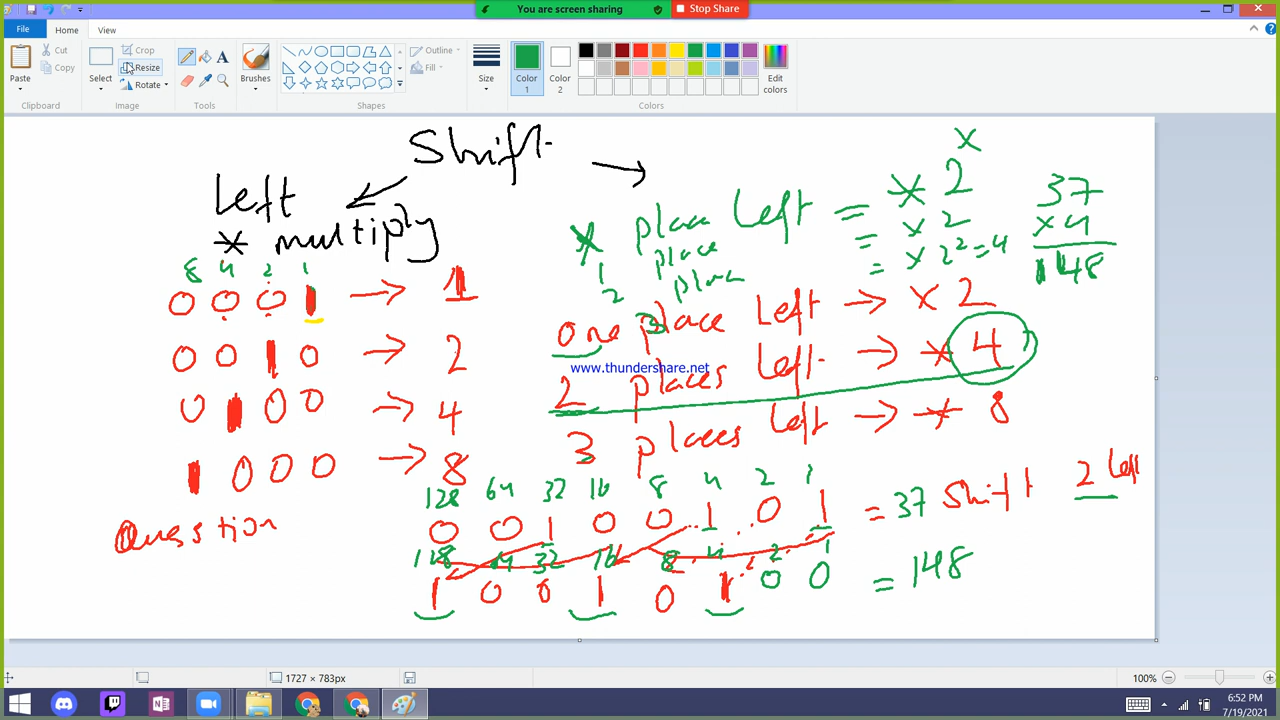 You are screen sharing Stop Share
File Home View
Paste Cut Copy Clipboard
Select Crop Resize Rotate Image
Tools
Brushes
Outline Fill Shapes
Size
Color 1 Color 2 Edit colors Colors
Shift
Left
* multiply
8 4 2 1
0 0 0 1 → 1
0 0 1 0 → 2
0 1 0 0 → 4
1 0 0 0 → 8
Question
x place Left = * 2 x
1 place = x 2
2 place = x 2² = 4
3
37
x 4
148
one place Left → x 2
www.thundershare.net
2 places Left → * 4
3 places Left → * 8
128 64 32 16 8 4 2 1
0 0 1 0 0 1 0 1 = 37 Shift 2 left
128 64 32 16 8 4 2 1
1 0 0 1 0 1 0 0 = 148
1727 × 783px 100%
6:52 PM
7/19/2021